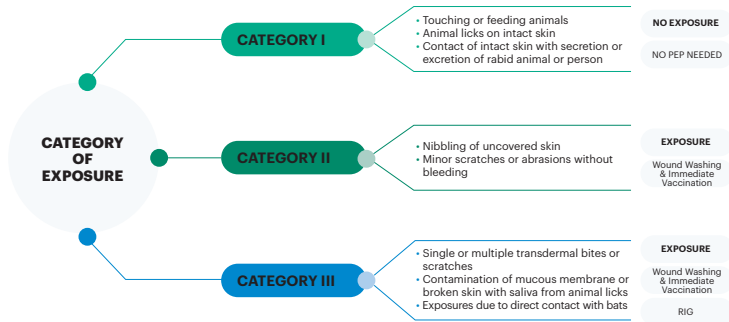 CATEGORY
OF
EXPOSURE
CATEGORY I
• Touching or feeding animals
• Animal licks on intact skin
• Contact of intact skin with secretion or
excretion of rabid animal or person
NO EXPOSURE
NO PEP NEEDED
CATEGORY II
• Nibbling of uncovered skin
• Minor scratches or abrasions without
bleeding
EXPOSURE
Wound Washing
& Immediate
Vaccination
CATEGORY III
• Single or multiple transdermal bites or
scratches
• Contamination of mucous membrane or
broken skin with saliva from animal licks
• Exposures due to direct contact with bats
EXPOSURE
Wound Washing
& Immediate
Vaccination
RIG